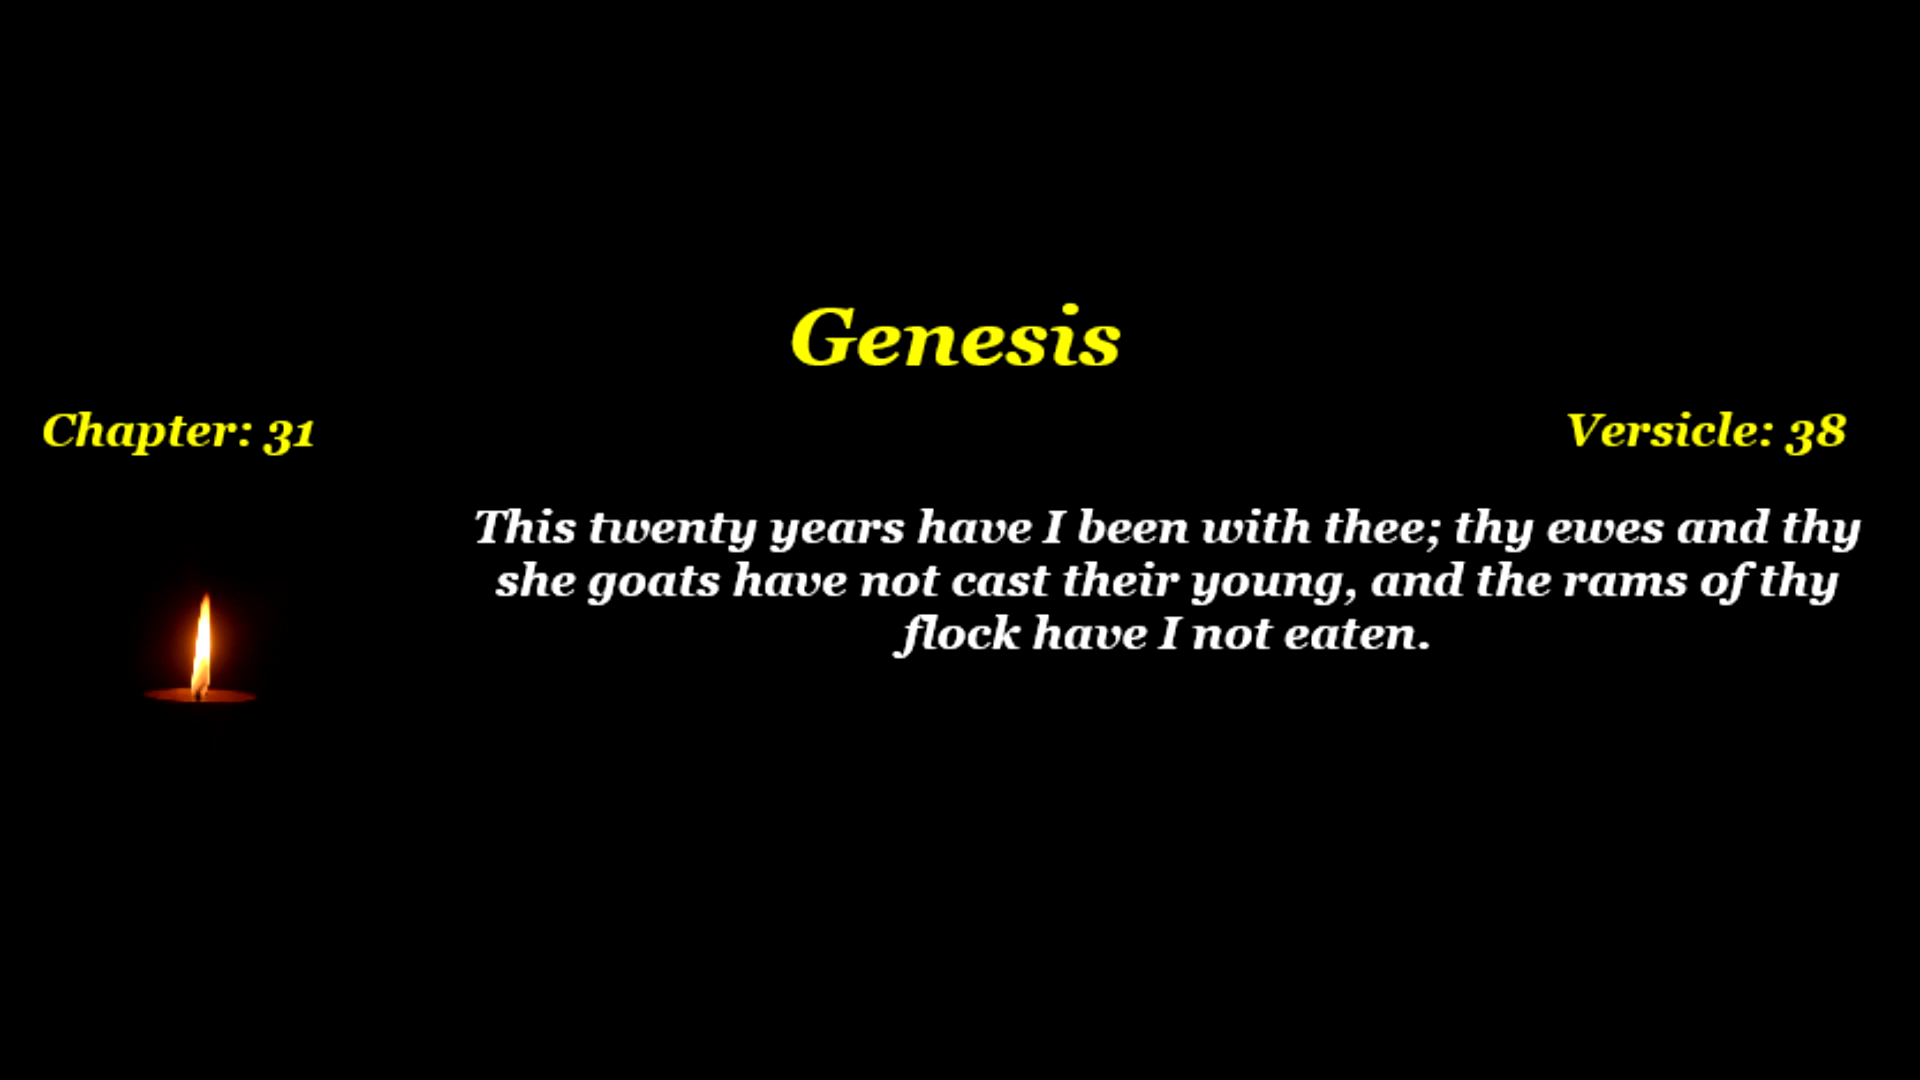 Genesis
Chapter: 31
Versicle: 38
This twenty years have I been with thee; thy ewes and thy
she goats have not cast their young, and the rams of thy
flock have I not eaten.